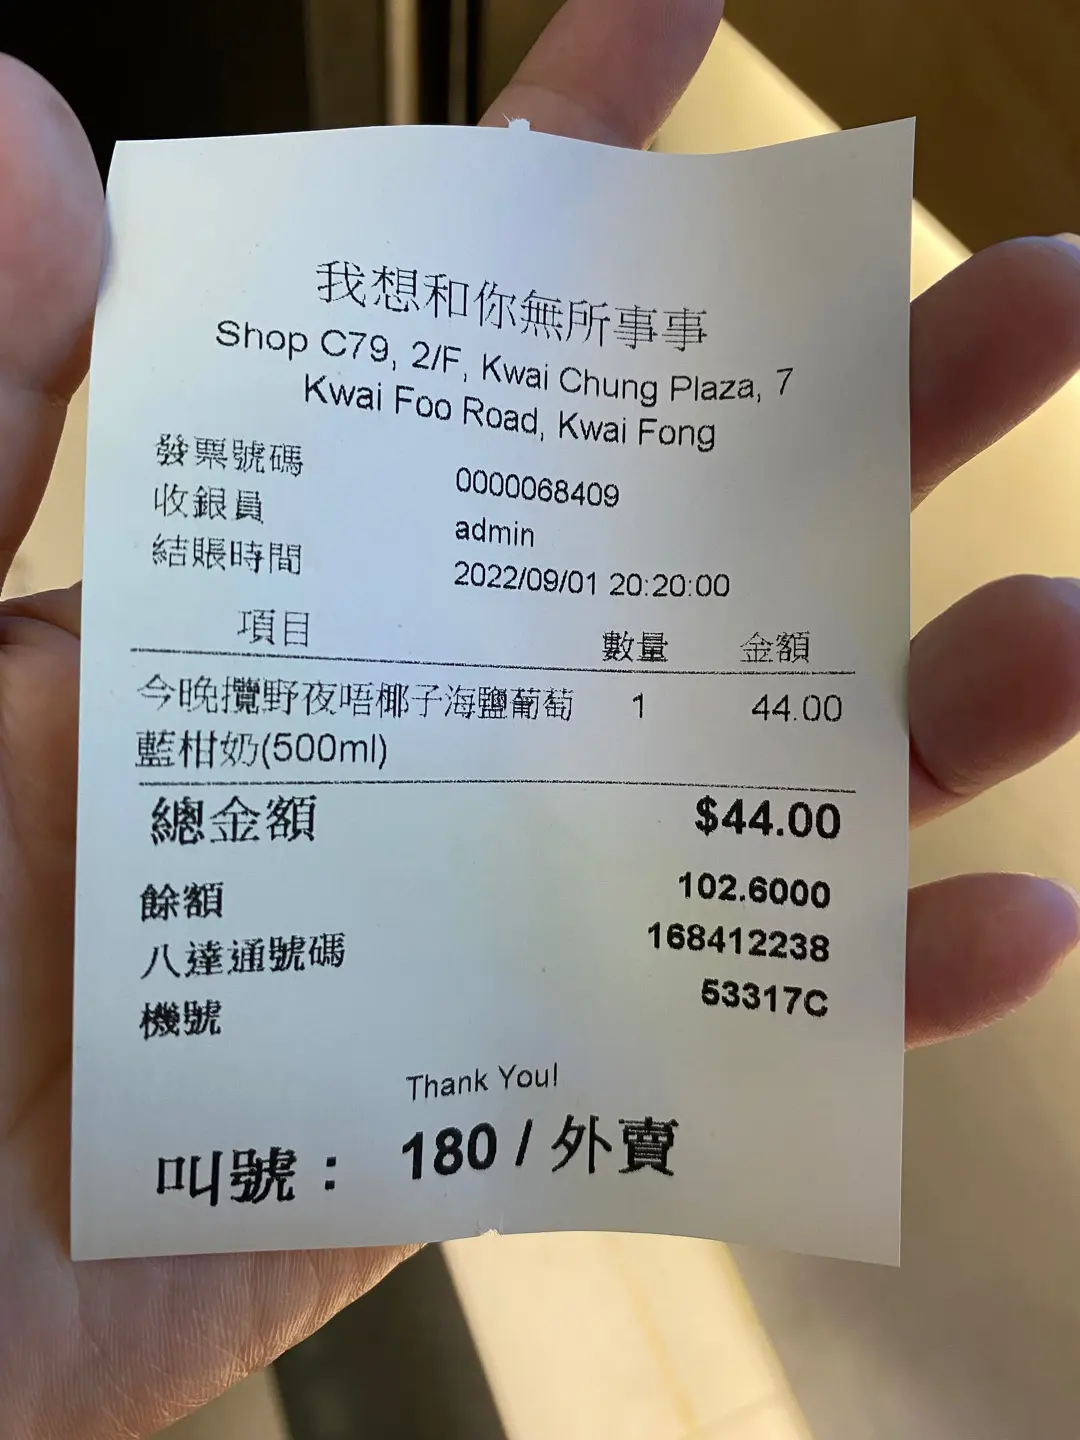 我想和你無所事事
Shop C79, 2/F, Kwai Chung Plaza, 7
Kwai Foo Road, Kwai Fong
發票號碼 0000068409
收銀員 admin
結賬時間 2022/09/01 20:20:00
項目 數量 金額
今晚攬野夜唔椰子海鹽葡萄 1 44.00
藍柑奶(500ml)
總金額 $44.00
餘額 102.6000
八達通號碼 168412238
機號 53317C
Thank You!
叫號： 180 / 外賣